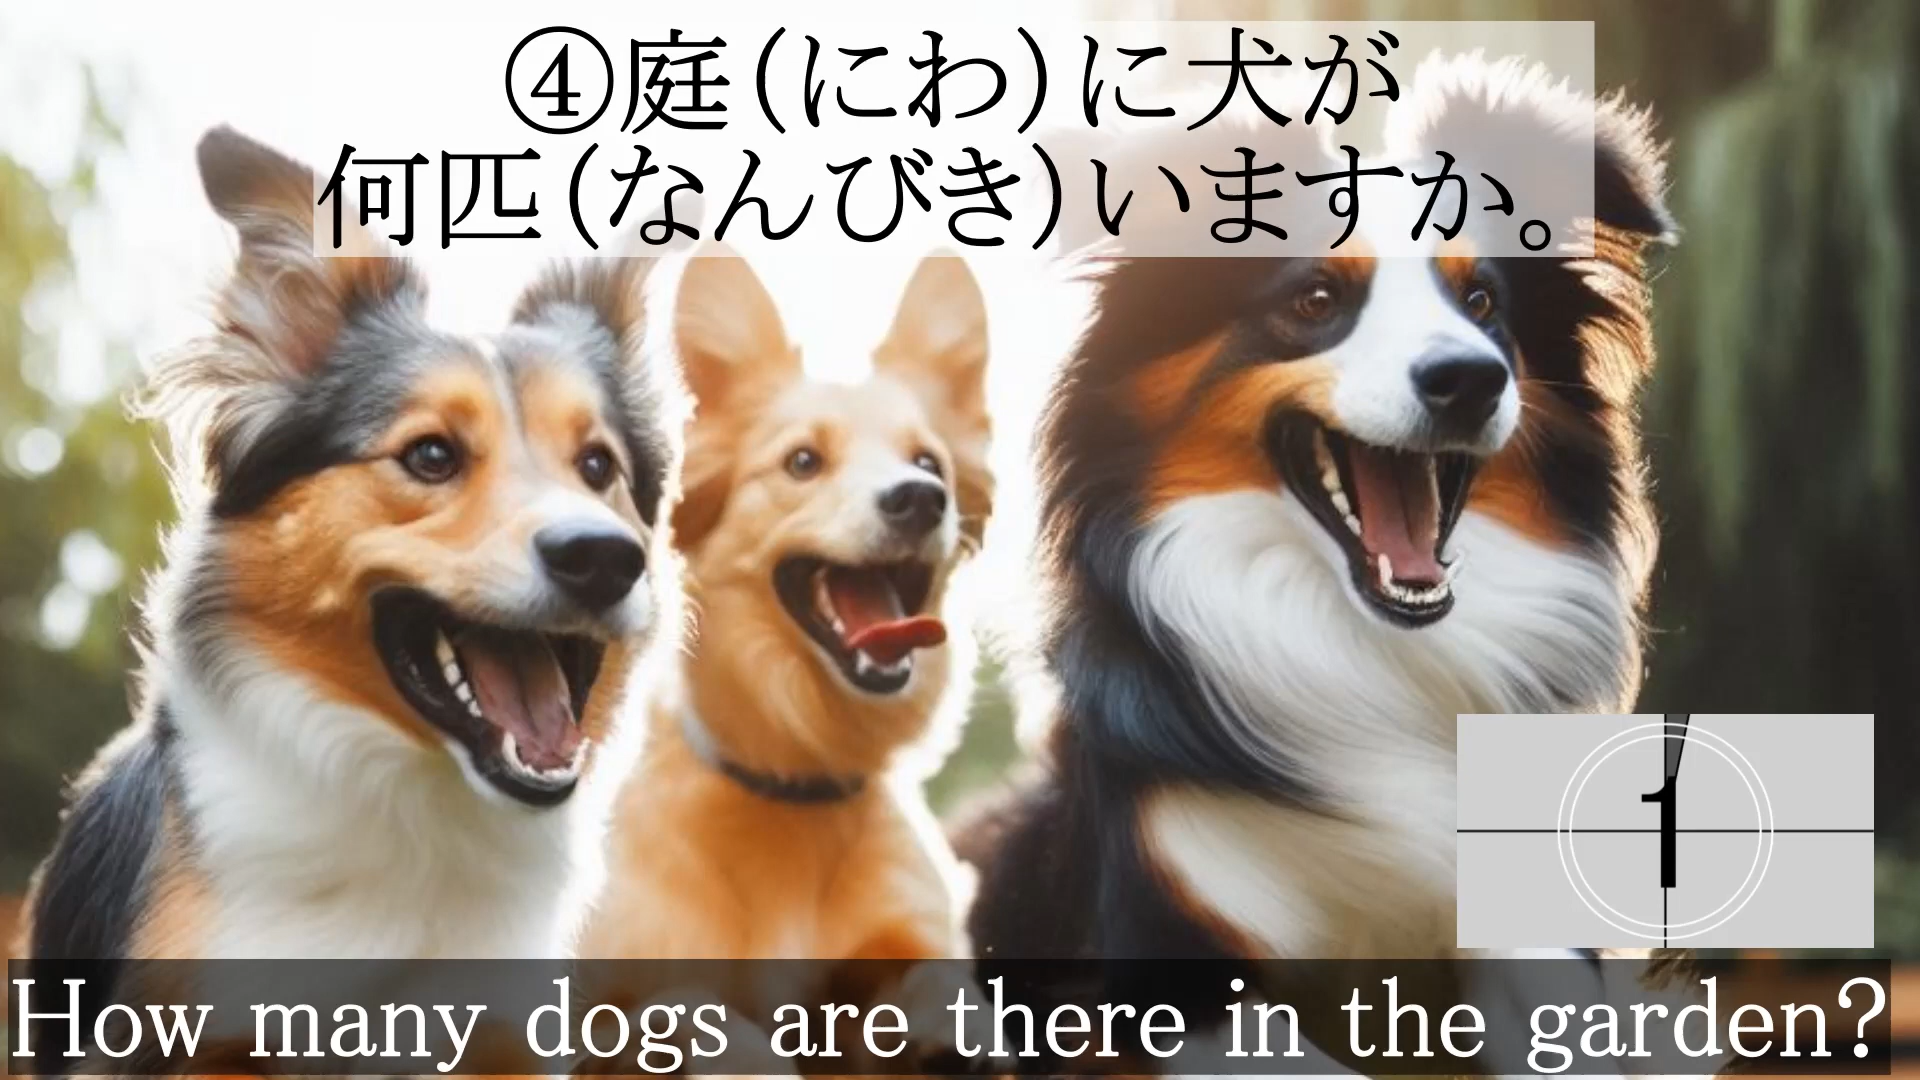 ④庭（にわ）に犬が
何匹（なんびき）いますか。
1
How many dogs are there in the garden?